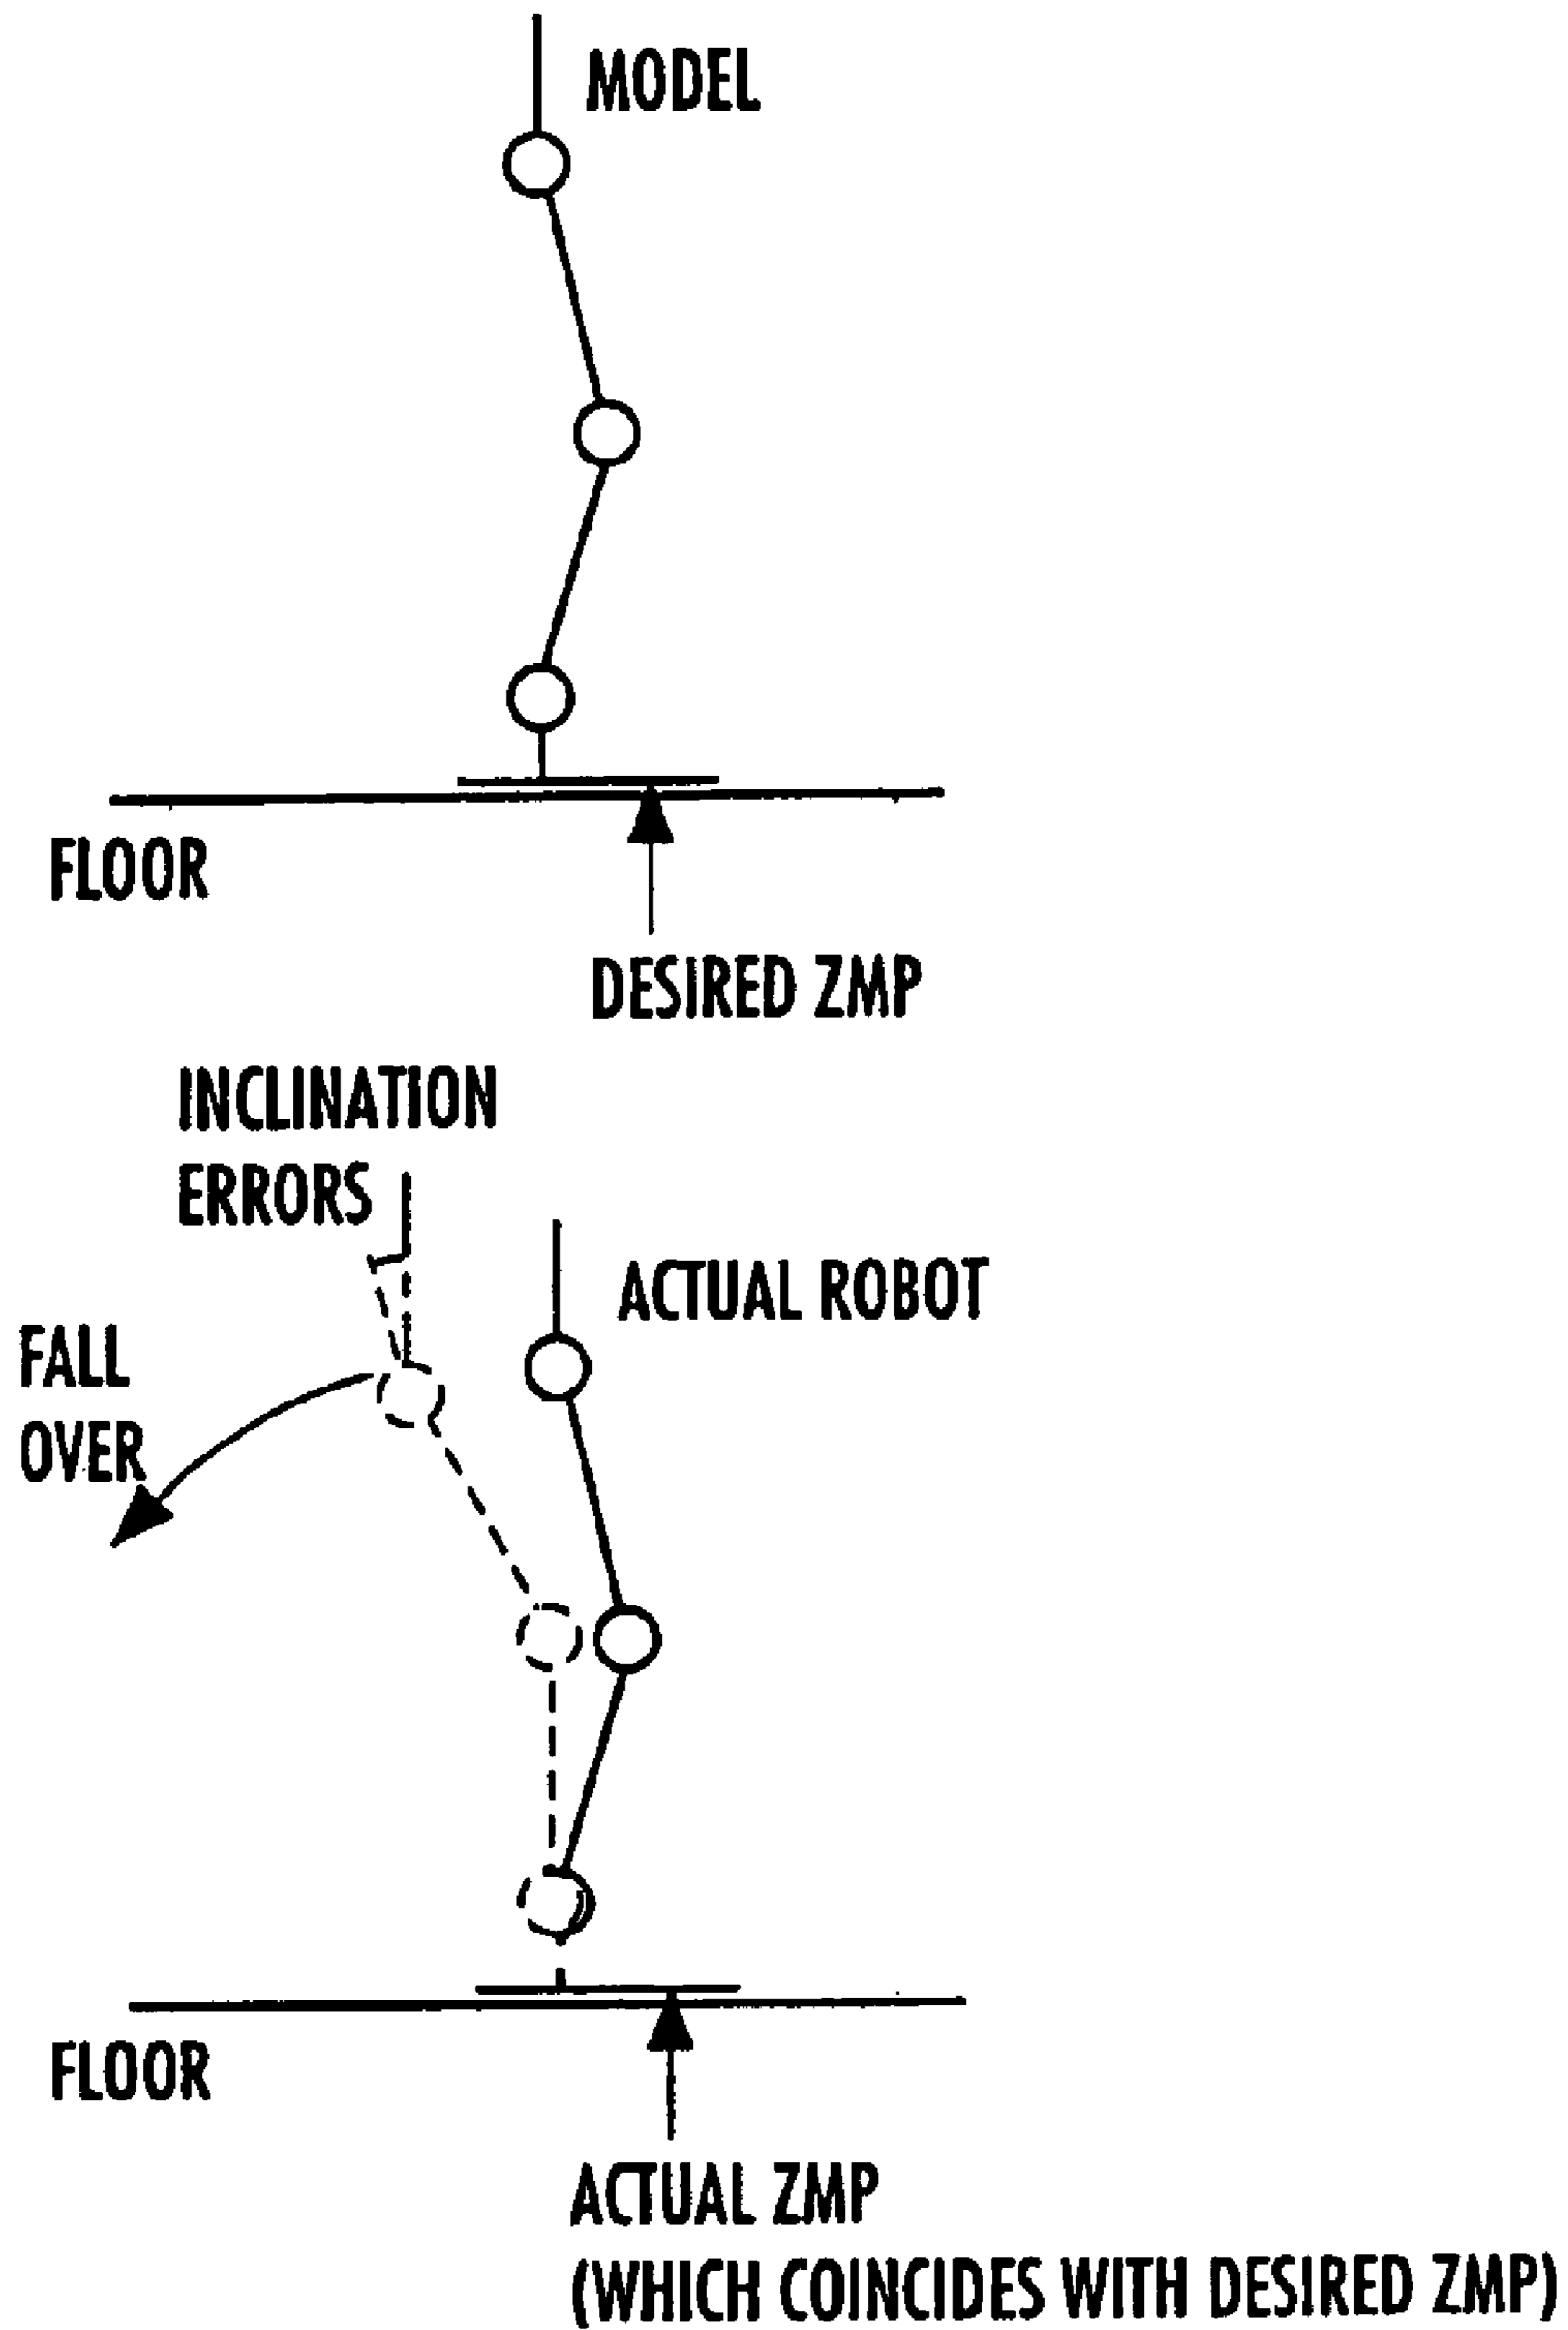 MODEL
FLOOR
DESIRED ZMP
INCLINATION
ERRORS
ACTUAL ROBOT
FALL
OVER
FLOOR
ACTUAL ZMP
(WHICH COINCIDES WITH DESIRED ZMP)